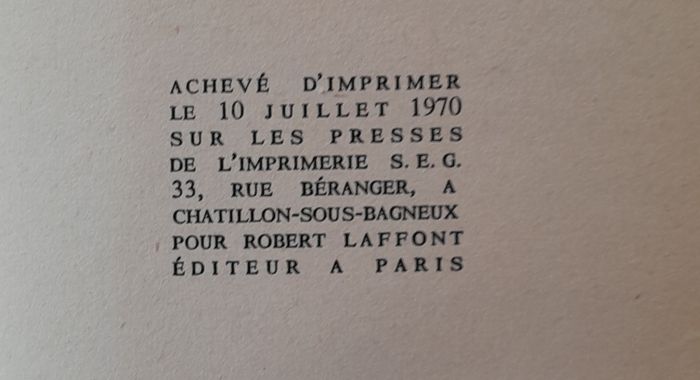 ACHEVÉ D'IMPRIMER
LE 10 JUILLET 1970
SUR LES PRESSES
DE L'IMPRIMERIE S. E. G.
33, RUE BÉRANGER, A
CHATILLON-SOUS-BAGNEUX
POUR ROBERT LAFFONT
ÉDITEUR A PARIS